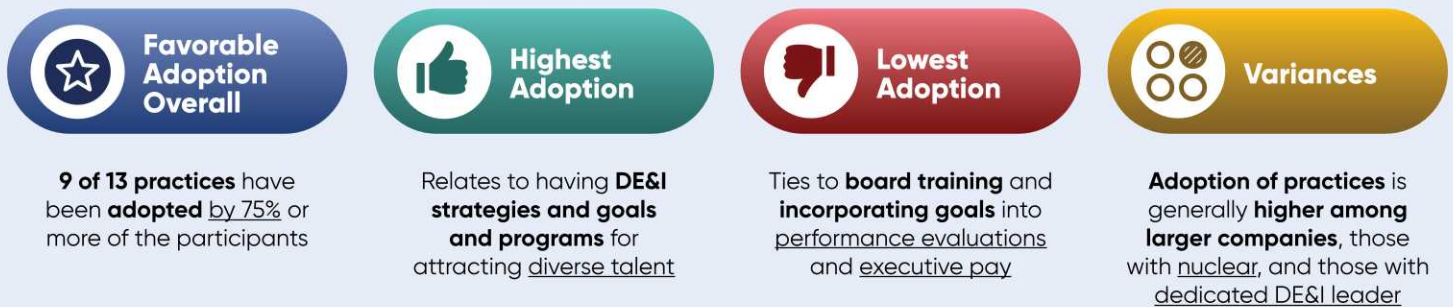 Favorable
Adoption
Overall
9 of 13 practices have
been adopted by 75% or
more of the participants
Highest
Adoption
Relates to having DE&I
strategies and goals
and programs for
attracting diverse talent
Lowest
Adoption
Ties to board training and
incorporating goals into
performance evaluations
and executive pay
Variances
Adoption of practices is
generally higher among
larger companies, those
with nuclear, and those with
dedicated DE&I leader